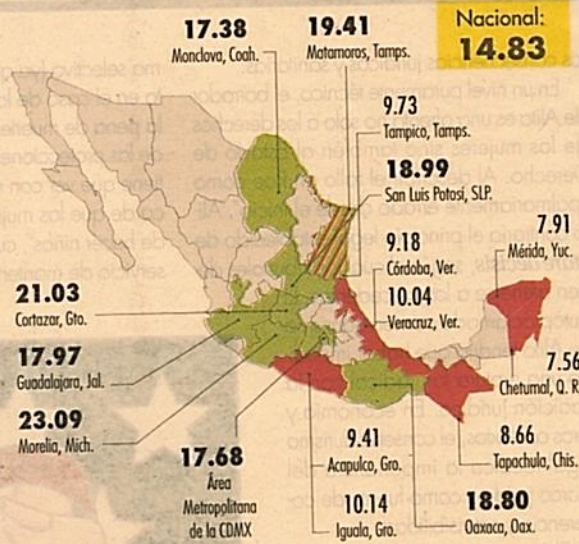 17.38
Monclova, Coah.
19.41
Matamoros, Tamps.
Nacional:
14.83
9.73
Tampico, Tamps.
18.99
San Luis Potosí, SLP.
9.18
Córdoba, Ver.
10.04
Veracruz, Ver.
7.91
Mérida, Yuc.
21.03
Cortazar, Gto.
17.97
Guadalajara, Jal.
23.09
Morelia, Mich.
17.68
Área
Metropolitana
de la CDMX
9.41
Acapulco, Gro.
10.14
Iguala, Gro.
18.80
Oaxaca, Oax.
8.66
Tapachula, Chis.
7.56
Chetumal, Q. R